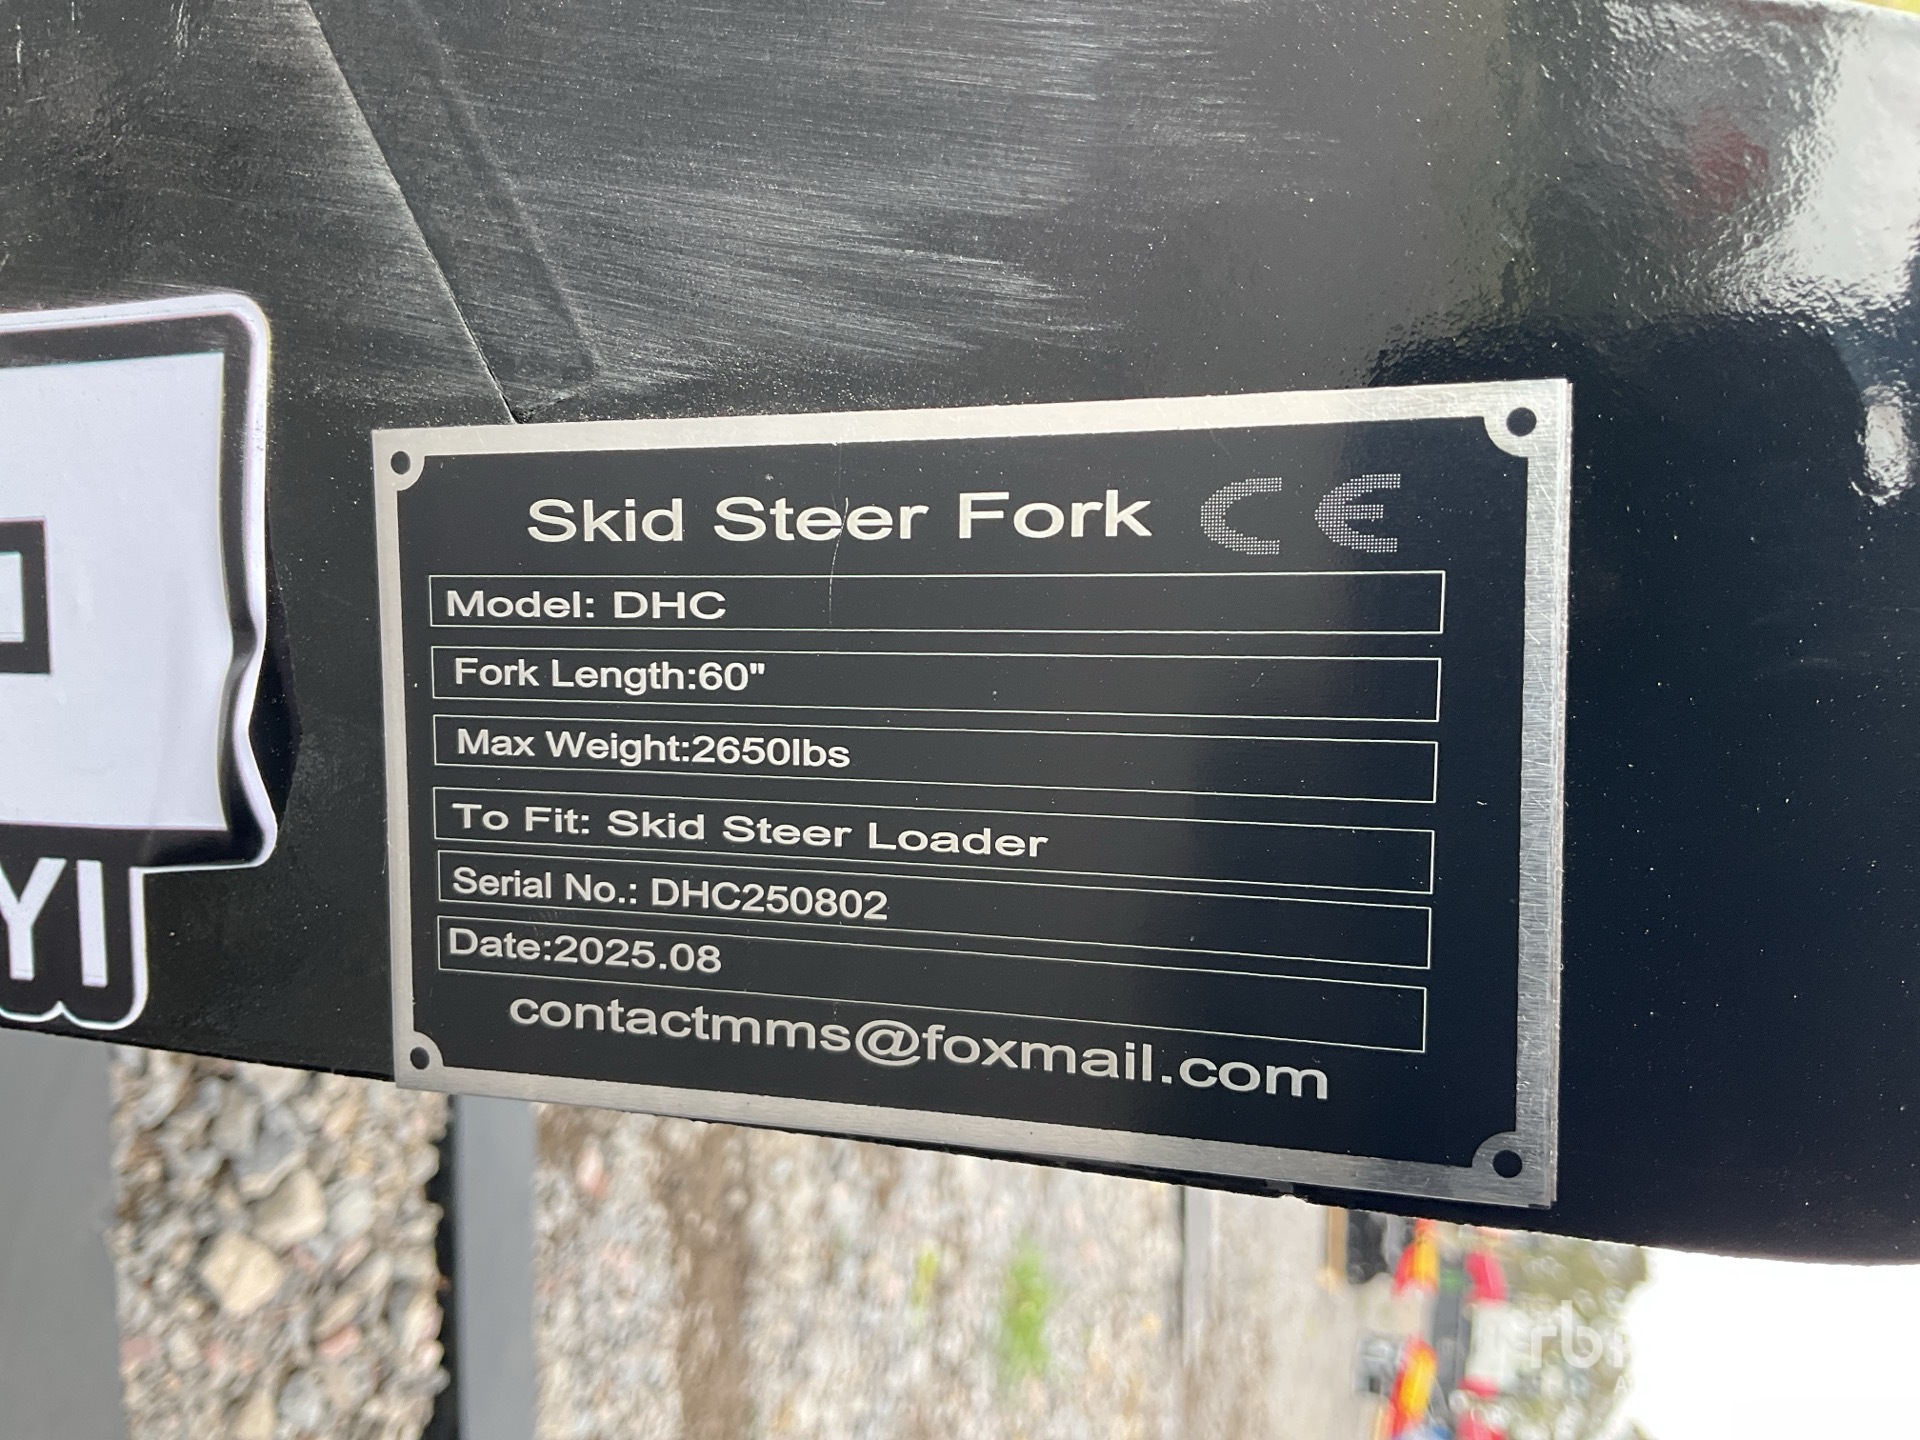 Skid Steer Fork CE
Model: DHC
Fork Length:60"
Max Weight:2650lbs
To Fit: Skid Steer Loader
Serial No.: DHC250802
Date:2025.08
contactmms@foxmail.com
YI